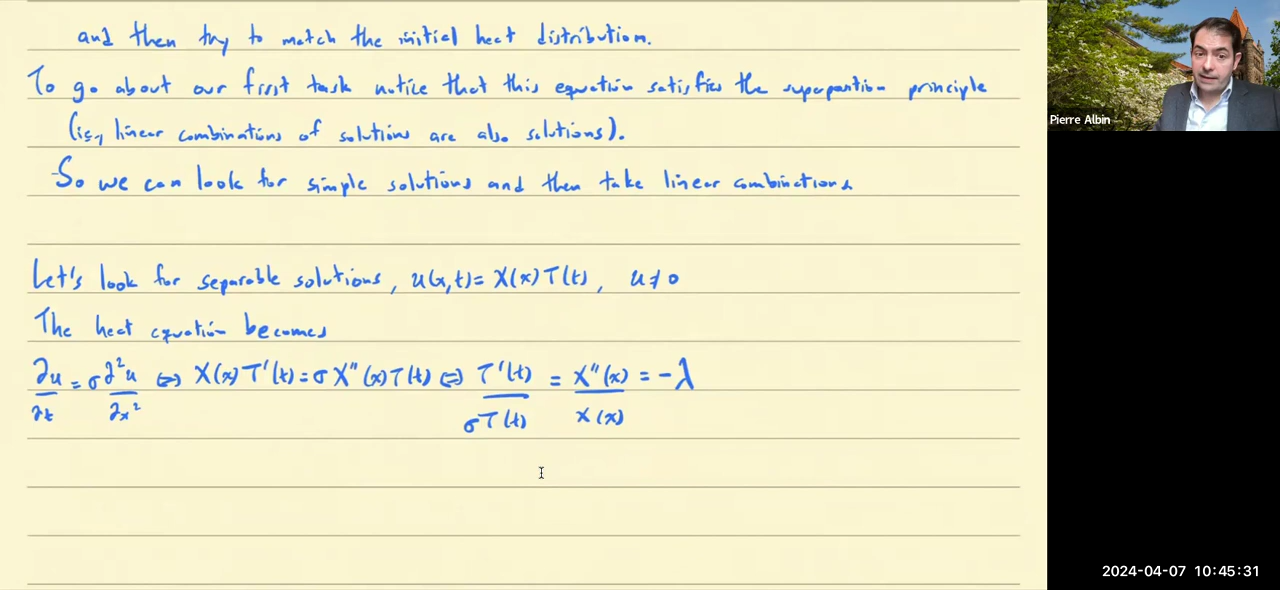 and then try to match the initial heat distribution.
To go about our first task notice that this equation satisfies the superposition principle
(ie, linear combinations of solutions are also solutions).
So we can look for simple solutions and then take linear combinations
Let's look for separable solutions, u(x,t)= X(x)T(t), u≠0
The heat equation becomes
∂u/∂t = σ ∂²u/∂x² ⇔ X(x)T'(t)=σX''(x)T(t) ⇔ T'(t)/σT(t) = X''(x)/X(x) = -λ
Pierre Albin
2024-04-07 10:45:31